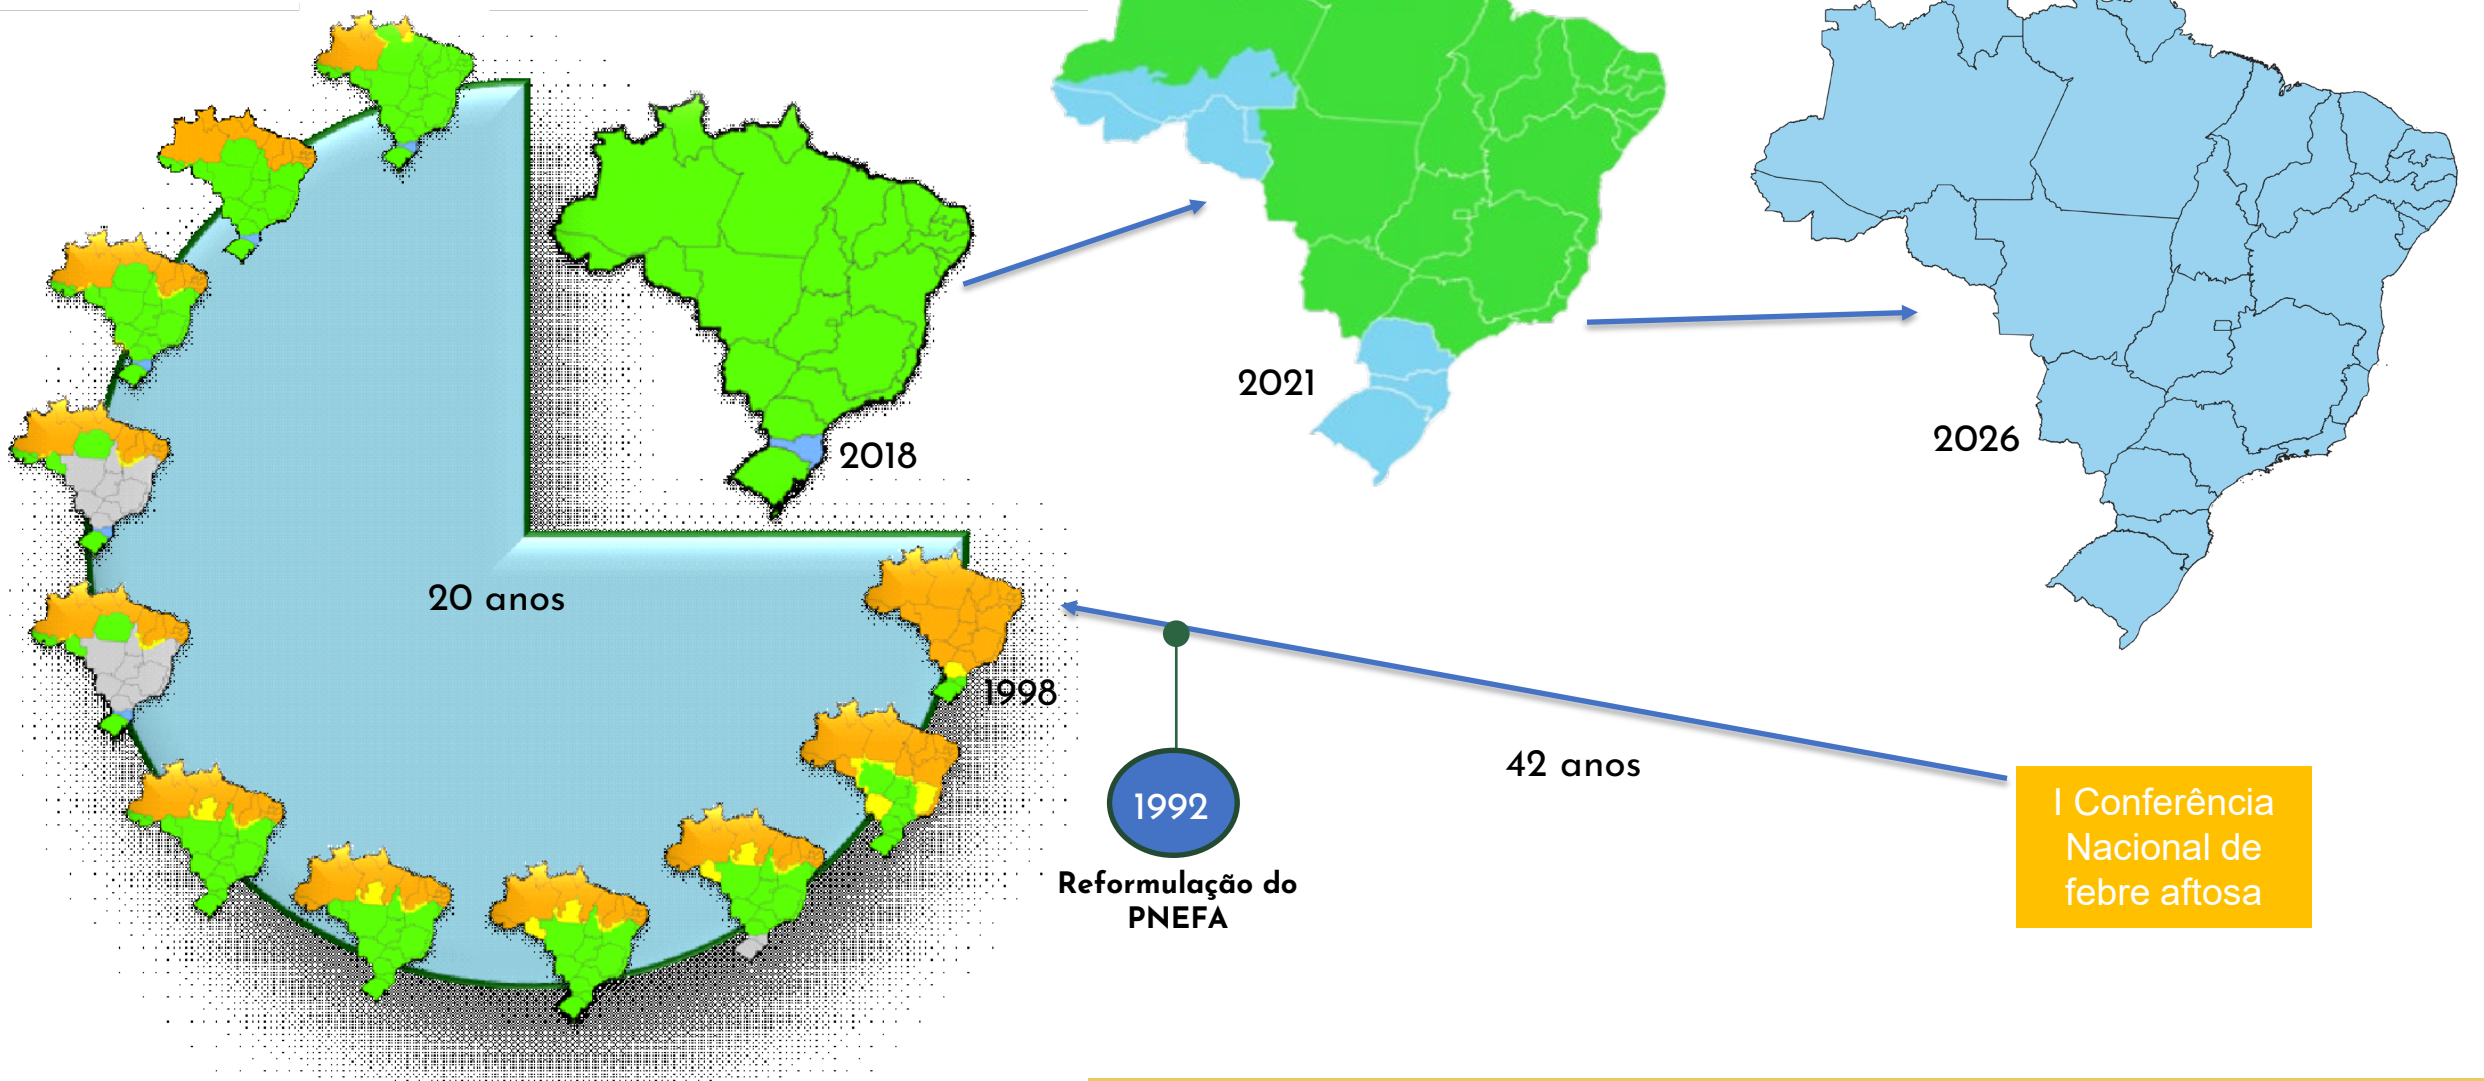 2018
2021
2026
20 anos
1998
1992
Reformulação do
PNEFA
42 anos
I Conferência
Nacional de
febre aftosa